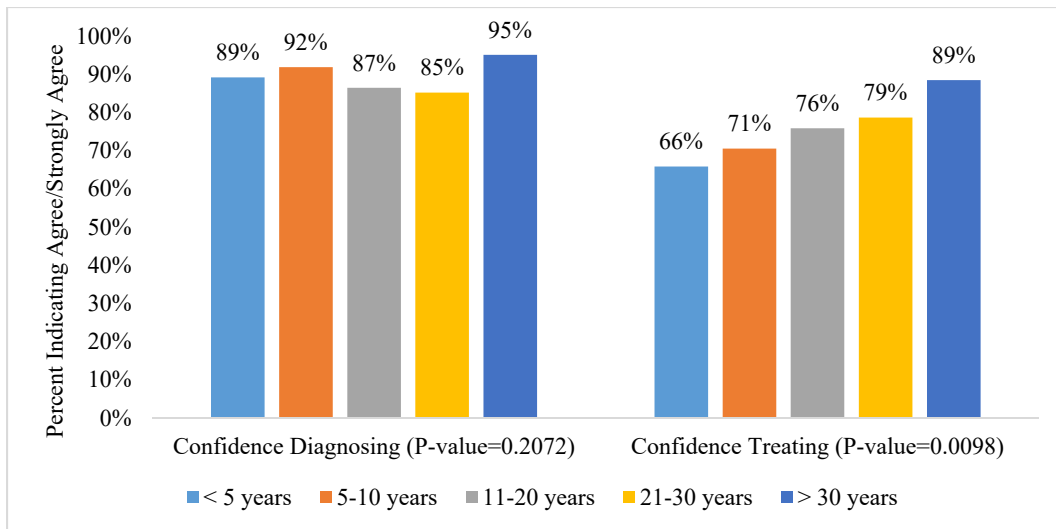 Percent Indicating Agree/Strongly Agree
100%
90%
80%
70%
60%
50%
40%
30%
20%
10%
0%
89%
92%
87%
85%
95%
66%
71%
76%
79%
89%
Confidence Diagnosing (P-value=0.2072)
Confidence Treating (P-value=0.0098)
< 5 years
5-10 years
11-20 years
21-30 years
> 30 years